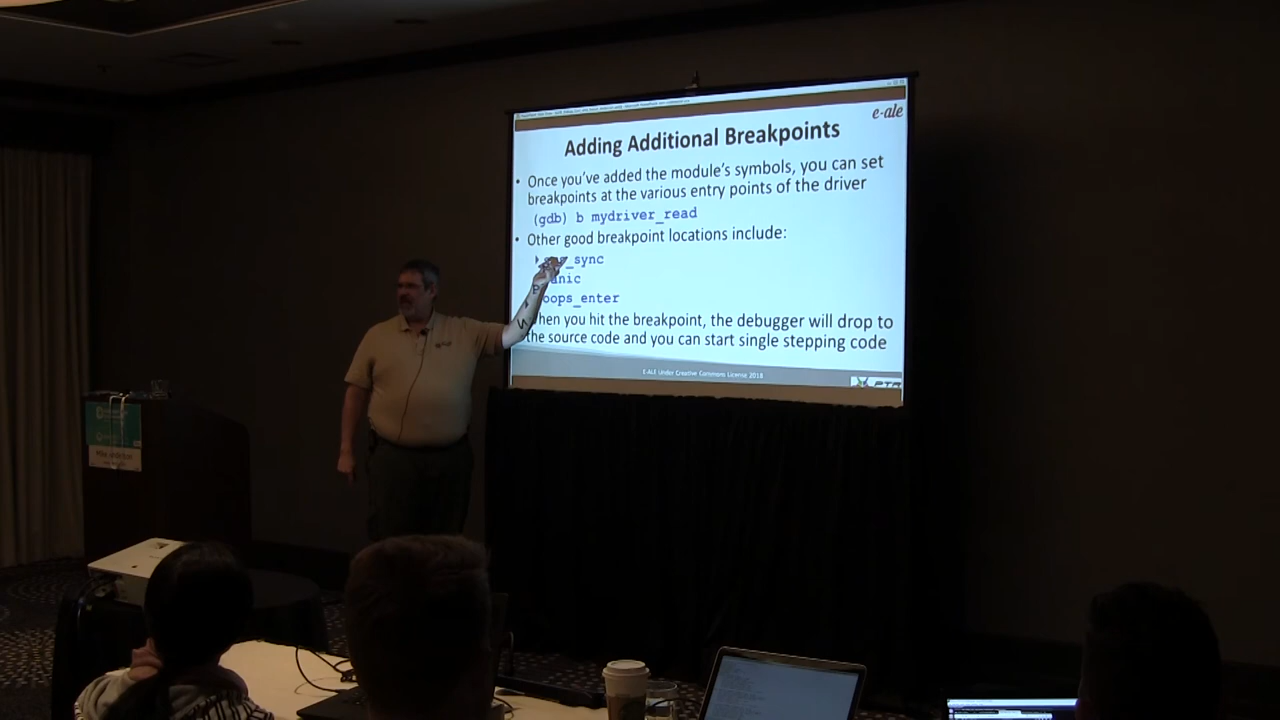 e-ale
Adding Additional Breakpoints
• Once you've added the module's symbols, you can set
breakpoints at the various entry points of the driver
(gdb) b mydriver_read
• Other good breakpoint locations include:
_sync
anic
oops_enter
hen you hit the breakpoint, the debugger will drop to
the source code and you can start single stepping code
E-ALE Under Creative Commons License 2018